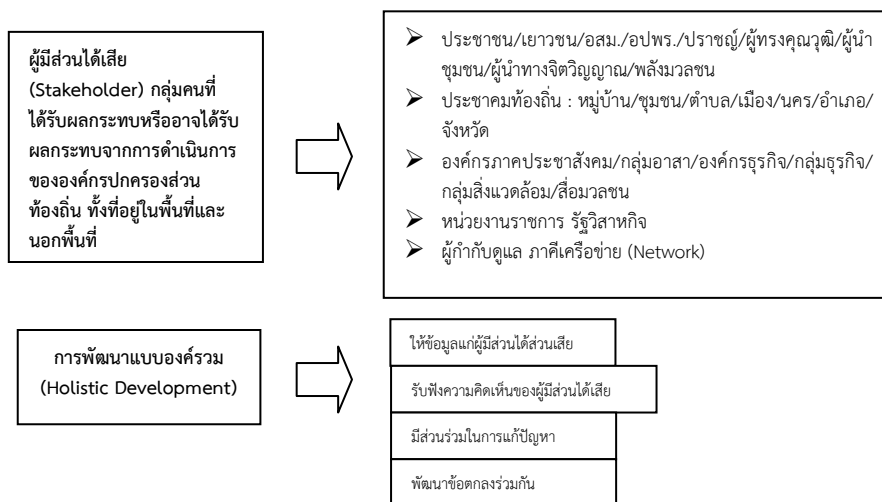 ผู้มีส่วนได้เสีย
(Stakeholder) กลุ่มคนที่
ได้รับผลกระทบหรืออาจได้รับ
ผลกระทบจากการดำเนินการ
ขององค์กรปกครองส่วน
ท้องถิ่น ทั้งที่อยู่ในพื้นที่และ
นอกพื้นที่
➢ ประชาชน/เยาวชน/อสม./อปพร./ปราชญ์/ผู้ทรงคุณวุฒิ/ผู้นำ
ชุมชน/ผู้นำทางจิตวิญญาณ/พลังมวลชน
➢ ประชาคมท้องถิ่น : หมู่บ้าน/ชุมชน/ตำบล/เมือง/นคร/อำเภอ/
จังหวัด
➢ องค์กรภาคประชาสังคม/กลุ่มอาสา/องค์กรธุรกิจ/กลุ่มธุรกิจ/
กลุ่มสิ่งแวดล้อม/สื่อมวลชน
➢ หน่วยงานราชการ รัฐวิสาหกิจ
➢ ผู้กำกับดูแล ภาคีเครือข่าย (Network)
การพัฒนาแบบองค์รวม
(Holistic Development)
ให้ข้อมูลแก่ผู้มีส่วนได้ส่วนเสีย
รับฟังความคิดเห็นของผู้มีส่วนได้เสีย
มีส่วนร่วมในการแก้ปัญหา
พัฒนาข้อตกลงร่วมกัน